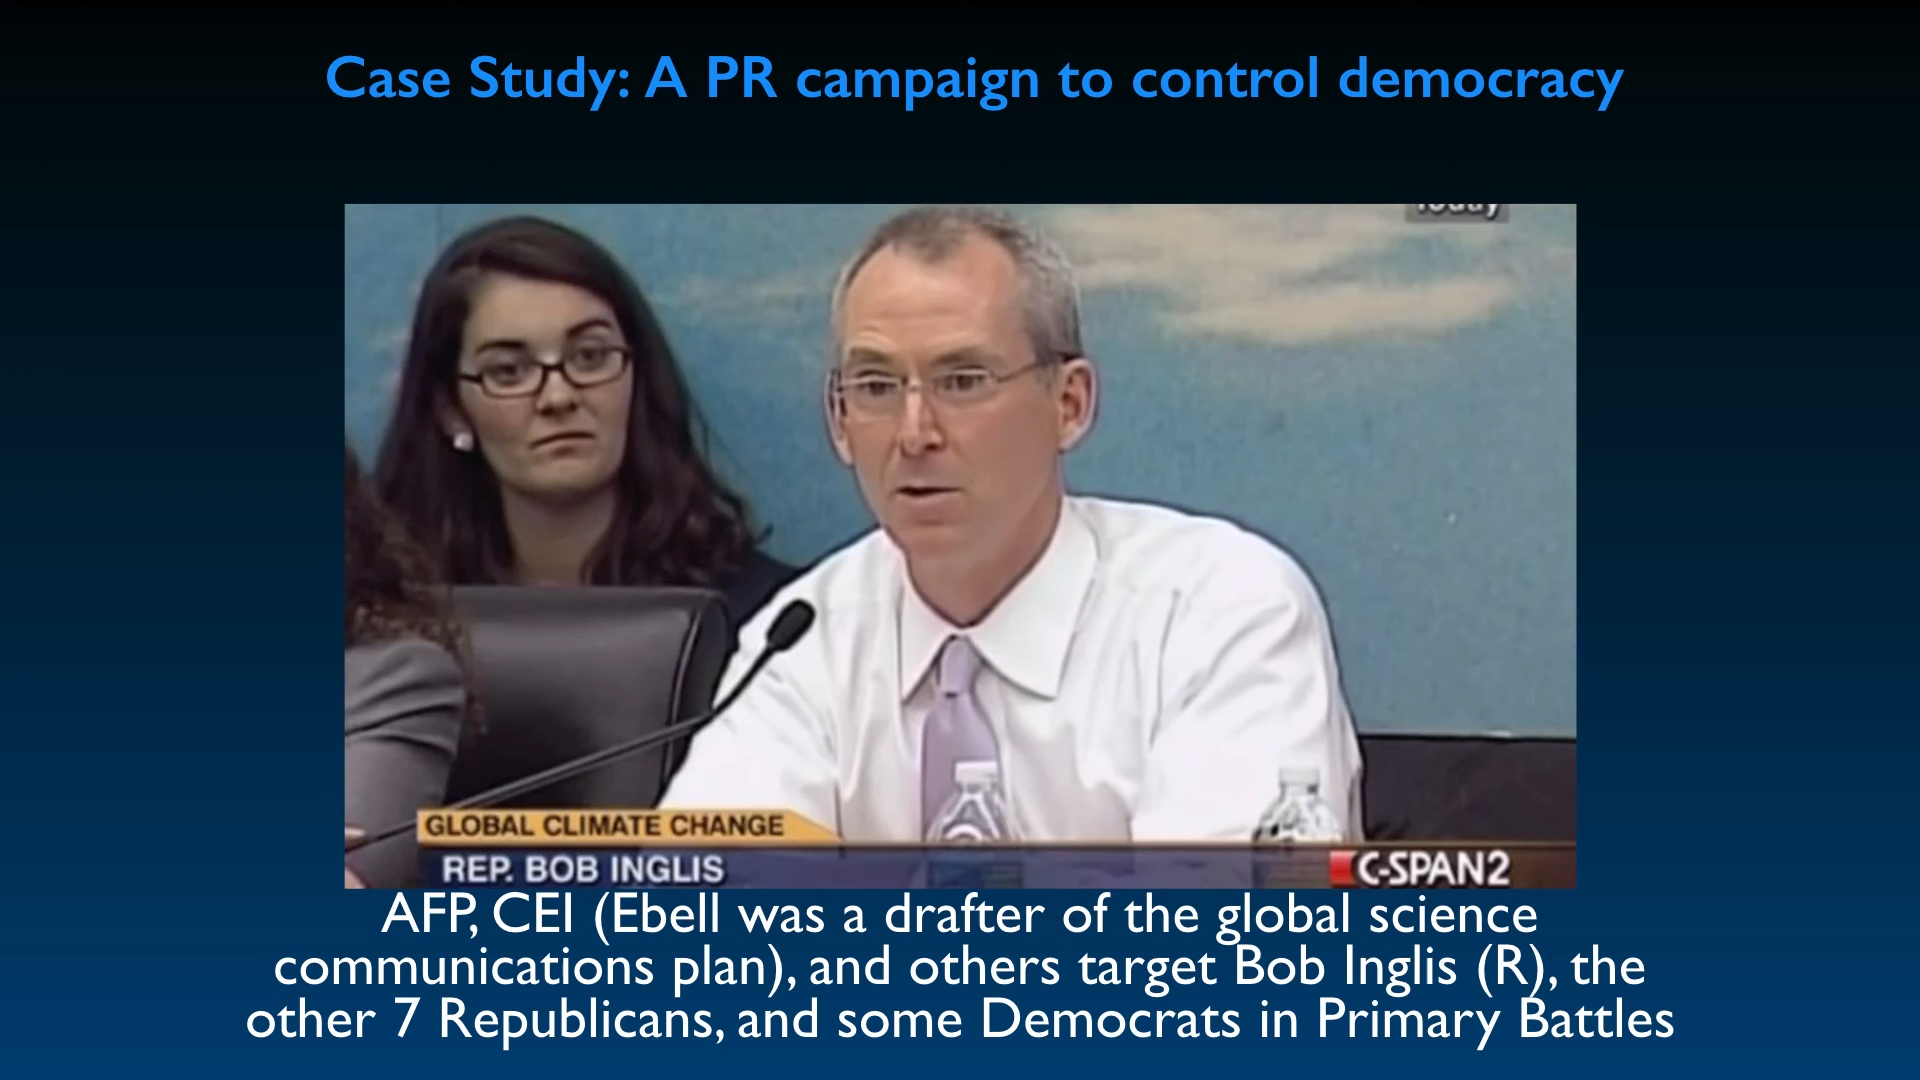 Case Study: A PR campaign to control democracy
Today
GLOBAL CLIMATE CHANGE
REP. BOB INGLIS
C-SPAN2
AFP, CEI (Ebell was a drafter of the global science
communications plan), and others target Bob Inglis (R), the
other 7 Republicans, and some Democrats in Primary Battles